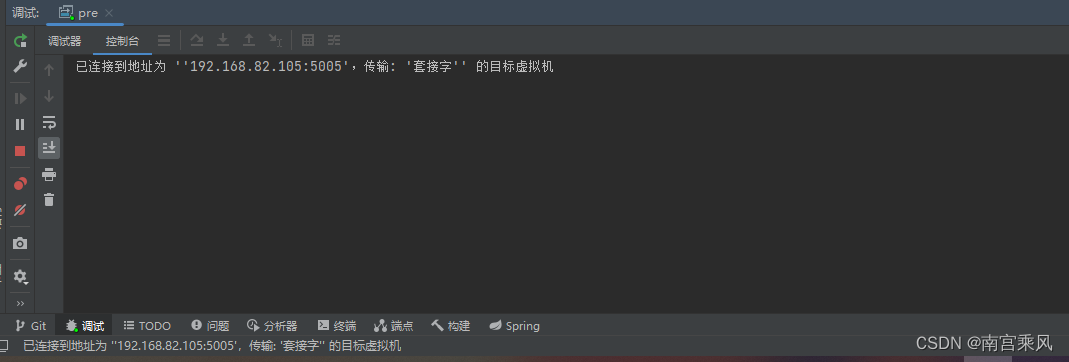 调试: pre
调试器 控制台
已连接到地址为 ''192.168.82.105:5005'，传输: '套接字'' 的目标虚拟机
Git 调试 TODO 问题 分析器 终端 端点 构建 Spring
已连接到地址为 ''192.168.82.105:5005'，传输: '套接字'' 的目标虚拟机
CSDN @南宫乘风